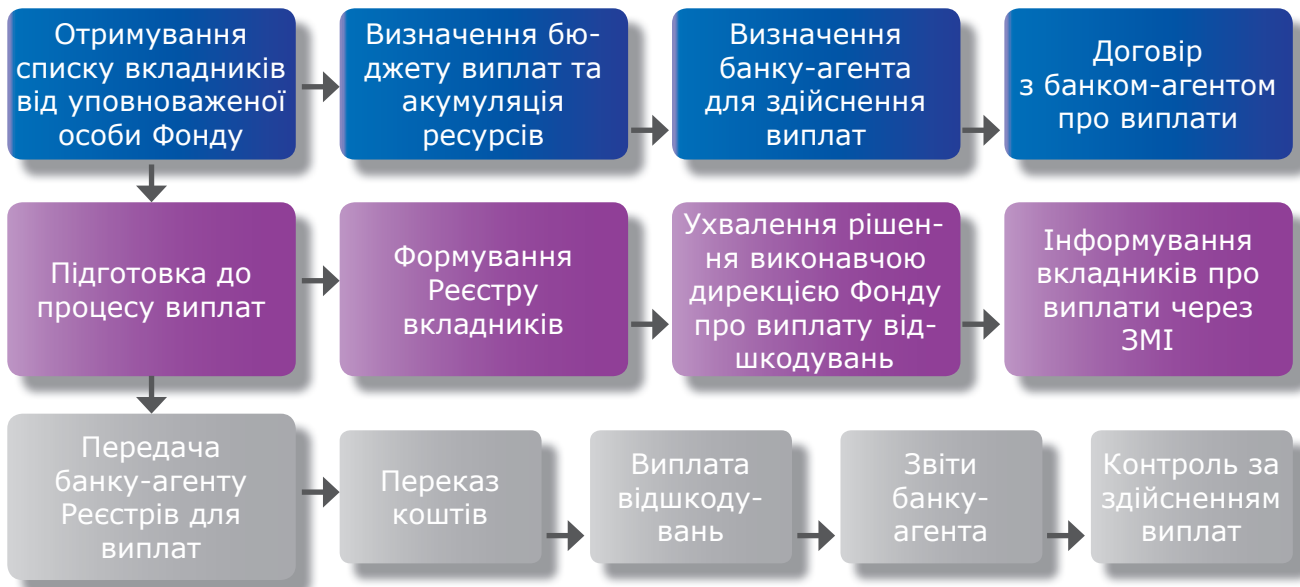 Отримування
списку вкладників
від уповноваженої
особи Фонду
Визначення бю-
джету виплат та
акумуляція
ресурсів
Визначення
банку-агента
для здійснення
виплат
Договір
з банком-агентом
про виплати
Підготовка до
процесу виплат
Формування
Реєстру
вкладників
Ухвалення рішен-
ня виконавчою
дирекцією Фонду
про виплату від-
шкодувань
Інформування
вкладників про
виплати через
ЗМІ
Передача
банку-агенту
Реєстрів для
виплат
Переказ
коштів
Виплата
відшкоду-
вань
Звіти
банку-
агента
Контроль за
здійсненням
виплат